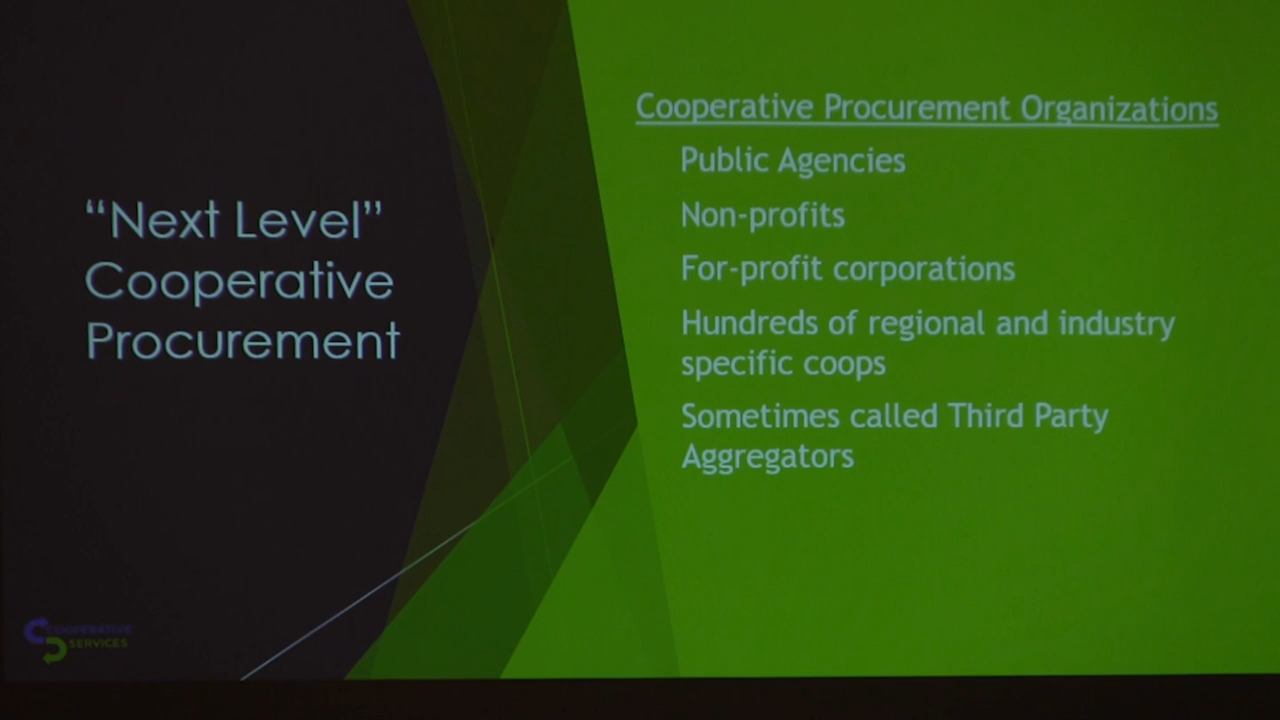 “Next Level”
Cooperative
Procurement
Cooperative Procurement Organizations
Public Agencies
Non-profits
For-profit corporations
Hundreds of regional and industry
specific coops
Sometimes called Third Party
Aggregators
COOPERATIVE
SERVICES